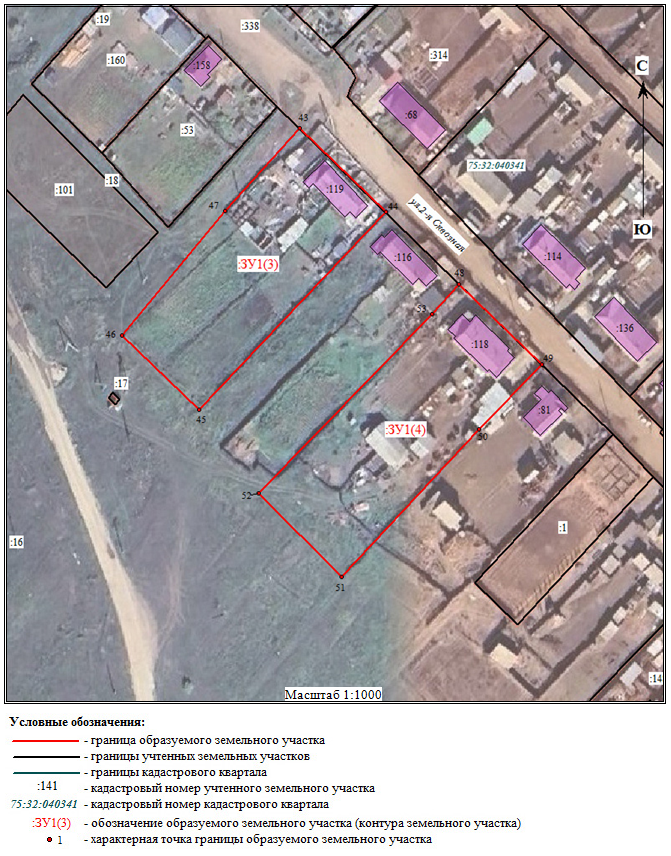 :19
:338
:160
:314
:158
С
:68
43
:53
75:32:040341
:18
:119
:101
47
44
ул.2-я Сквозная
Ю
:ЗУ1(3)
:116
:114
48
53
:136
46
:118
49
:17
:81
45
:ЗУ1(4)
50
52
:1
:16
51
:14
Масштаб 1:1000
Условные обозначения:
- граница образуемого земельного участка
- границы учтенных земельных участков
- границы кадастрового квартала
:141 - кадастровый номер учтенного земельного участка
75:32:040341 - кадастровый номер кадастрового квартала
:ЗУ1(3) - обозначение образуемого земельного участка (контура земельного участка)
1 - характерная точка границы образуемого земельного участка